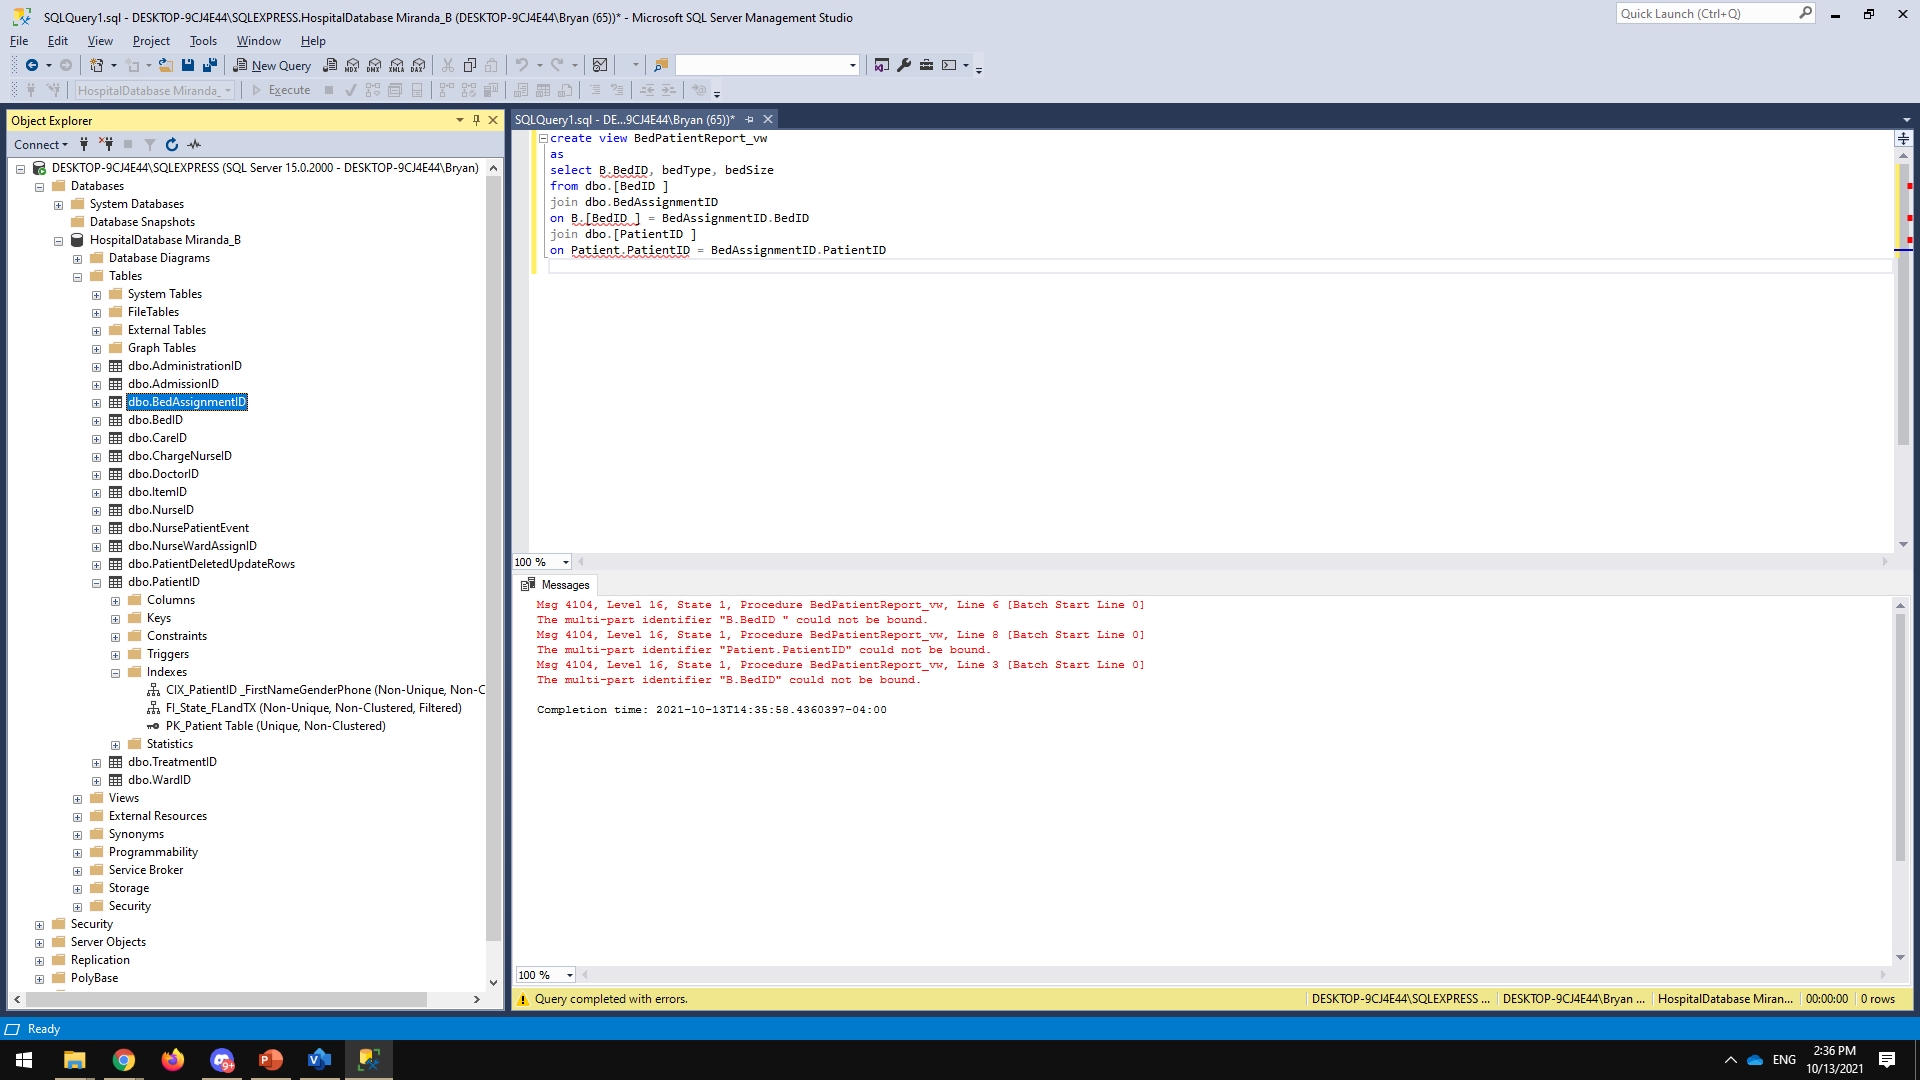 SQLQuery1.sql - DESKTOP-9CJ4E44\SQLEXPRESS.HospitalDatabase Miranda_B (DESKTOP-9CJ4E44\Bryan (65))* - Microsoft SQL Server Management Studio
Quick Launch (Ctrl+Q)
File Edit View Project Tools Window Help
New Query
MDX DMX XMLA DAX
HospitalDatabase Miranda_
Execute
Object Explorer
Connect
DESKTOP-9CJ4E44\SQLEXPRESS (SQL Server 15.0.2000 - DESKTOP-9CJ4E44\Bryan)
Databases
System Databases
Database Snapshots
HospitalDatabase Miranda_B
Database Diagrams
Tables
System Tables
FileTables
External Tables
Graph Tables
dbo.AdministrationID
dbo.AdmissionID
dbo.BedAssignmentID
dbo.BedID
dbo.CareID
dbo.ChargeNurseID
dbo.DoctorID
dbo.ItemID
dbo.NurseID
dbo.NursePatientEvent
dbo.NurseWardAssignID
dbo.PatientDeletedUpdateRows
dbo.PatientID
Columns
Keys
Constraints
Triggers
Indexes
CIX_PatientID _FirstNameGenderPhone (Non-Unique, Non-C
FI_State_FLandTX (Non-Unique, Non-Clustered, Filtered)
PK_Patient Table (Unique, Non-Clustered)
Statistics
dbo.TreatmentID
dbo.WardID
Views
External Resources
Synonyms
Programmability
Service Broker
Storage
Security
Security
Server Objects
Replication
PolyBase
SQLQuery1.sql - DE...9CJ4E44\Bryan (65))*
create view BedPatientReport_vw
as
select B.BedID, bedType, bedSize
from dbo.[BedID ]
join dbo.BedAssignmentID
on B.[BedID ] = BedAssignmentID.BedID
join dbo.[PatientID ]
on Patient.PatientID = BedAssignmentID.PatientID
100 %
Messages
Msg 4104, Level 16, State 1, Procedure BedPatientReport_vw, Line 6 [Batch Start Line 0]
The multi-part identifier "B.BedID " could not be bound.
Msg 4104, Level 16, State 1, Procedure BedPatientReport_vw, Line 8 [Batch Start Line 0]
The multi-part identifier "Patient.PatientID" could not be bound.
Msg 4104, Level 16, State 1, Procedure BedPatientReport_vw, Line 3 [Batch Start Line 0]
The multi-part identifier "B.BedID" could not be bound.
Completion time: 2021-10-13T14:35:58.4360397-04:00
100 %
Query completed with errors.
DESKTOP-9CJ4E44\SQLEXPRESS ... DESKTOP-9CJ4E44\Bryan ... HospitalDatabase Miran... 00:00:00 0 rows
Ready
9+
ENG
2:36 PM
10/13/2021